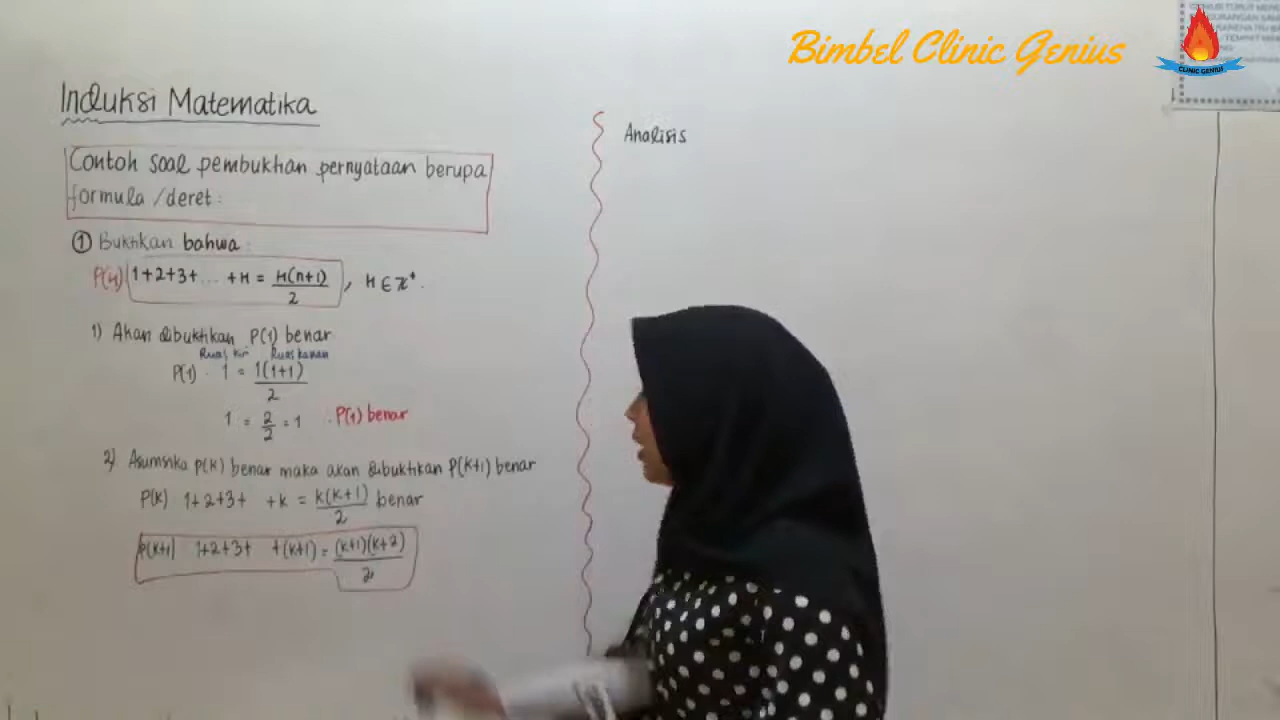 Bimbel Clinic Genius
CLINIC GENIUS
Induksi Matematika
Contoh soal pembuktian pernyataan berupa
formula / deret :
① Buktikan bahwa :
P(n) 1+2+3+ ... +n = n(n+1)/2 , n ∈ Z⁺.
1) Akan dibuktikan P(1) benar
Ruas kiri Ruas kanan
P(1) . 1 = 1(1+1)/2
1 = 2/2 = 1 . P(1) benar
2) Asumsika P(k) benar maka akan dibuktikan P(k+1) benar
P(k) 1+2+3+ +k = k(k+1)/2 benar
P(k+1) 1+2+3+ +(k+1) = (k+1)(k+2)/2
Analisis